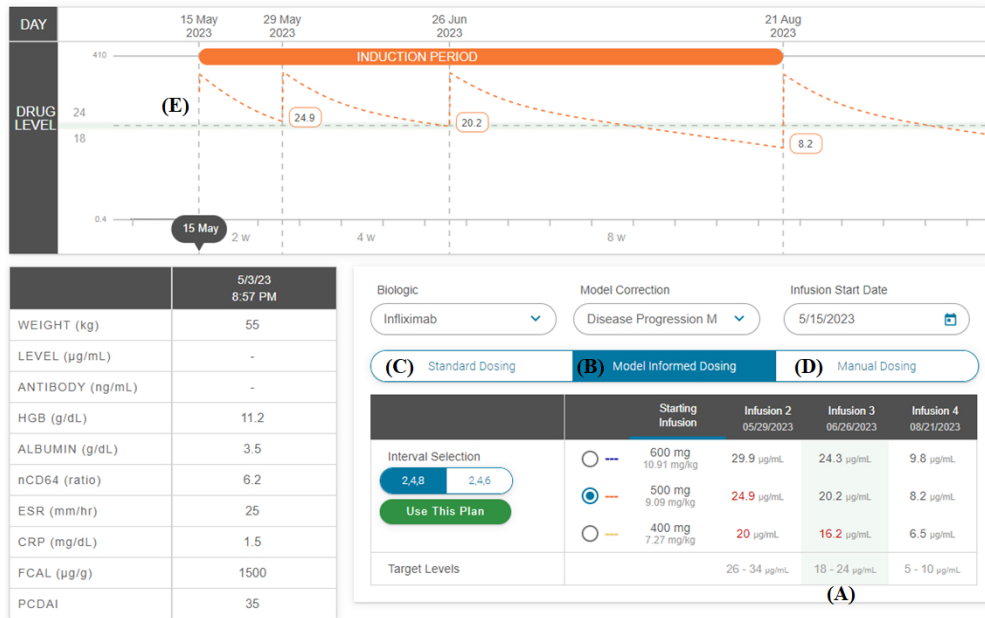 DAY
15 May
2023
29 May
2023
26 Jun
2023
21 Aug
2023
DRUG
LEVEL
410
INDUCTION PERIOD
(E)
24
18
24.9
20.2
8.2
0.4
15 May
2 w
4 w
8 w
5/3/23
8:57 PM
WEIGHT (kg) 55
LEVEL (µg/mL) -
ANTIBODY (ng/mL) -
HGB (g/dL) 11.2
ALBUMIN (g/dL) 3.5
nCD64 (ratio) 6.2
ESR (mm/hr) 25
CRP (mg/dL) 1.5
FCAL (µg/g) 1500
PCDAI 35
Biologic
Infliximab
Model Correction
Disease Progression M
Infusion Start Date
5/15/2023
(C) Standard Dosing
(B) Model Informed Dosing
(D) Manual Dosing
Starting
Infusion
Infusion 2
05/29/2023
Infusion 3
06/26/2023
Infusion 4
08/21/2023
Interval Selection
2,4,8 2,4,6
Use This Plan
600 mg
10.91 mg/kg
29.9 µg/mL 24.3 µg/mL 9.8 µg/mL
500 mg
9.09 mg/kg
24.9 µg/mL 20.2 µg/mL 8.2 µg/mL
400 mg
7.27 mg/kg
20 µg/mL 16.2 µg/mL 6.5 µg/mL
Target Levels 26 - 34 µg/mL 18 - 24 µg/mL 5 - 10 µg/mL
(A)